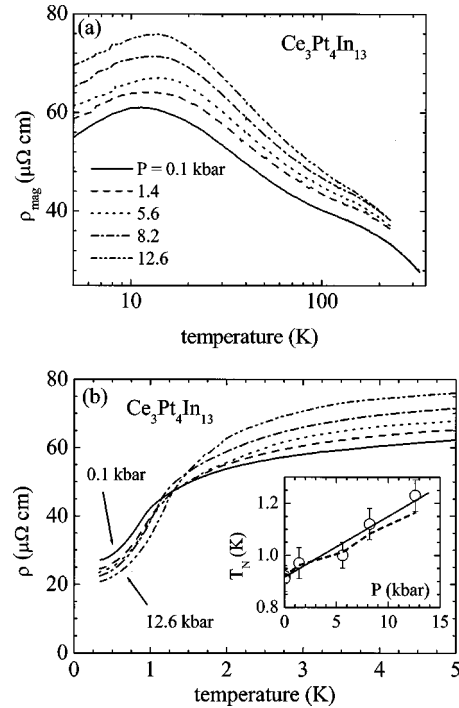 (a)
Ce3Pt4In13
80
60
40
ρmag (μΩ cm)
P = 0.1 kbar
1.4
5.6
8.2
12.6
10
100
temperature (K)
(b)
Ce3Pt4In13
80
60
40
20
0
ρ (μΩ cm)
0.1 kbar
12.6 kbar
1.2
1.0
0.8
TN (K)
P (kbar)
0
5
10
15
0
1
2
3
4
5
temperature (K)